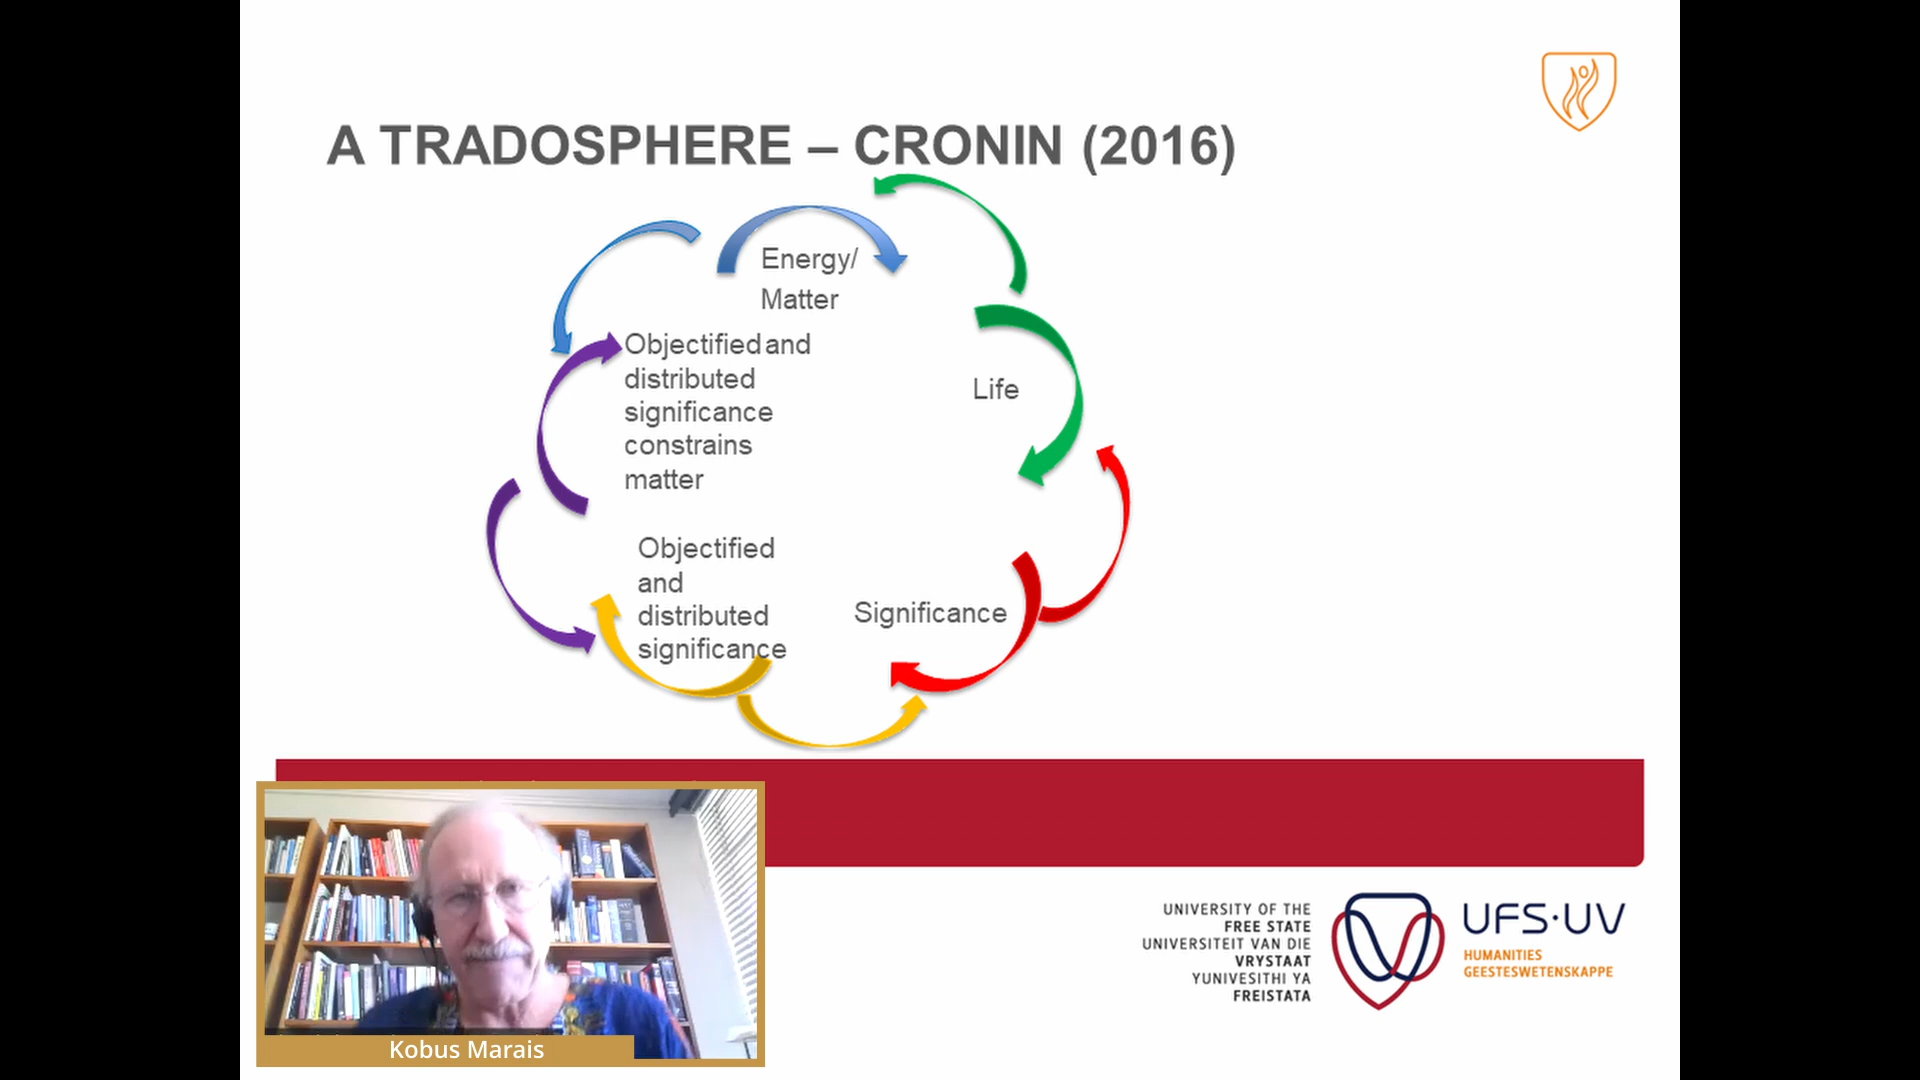 A TRADOSPHERE – CRONIN (2016)
Energy/
Matter
Objectified and
distributed
significance
constrains
matter
Life
Objectified
and
distributed
significance
Significance
UNIVERSITY OF THE
FREE STATE
UNIVERSITEIT VAN DIE
VRYSTAAT
YUNIVESITHI YA
FREISTATA
UFS·UV
HUMANITIES
GEESTESWETENSKAPPE
Kobus Marais